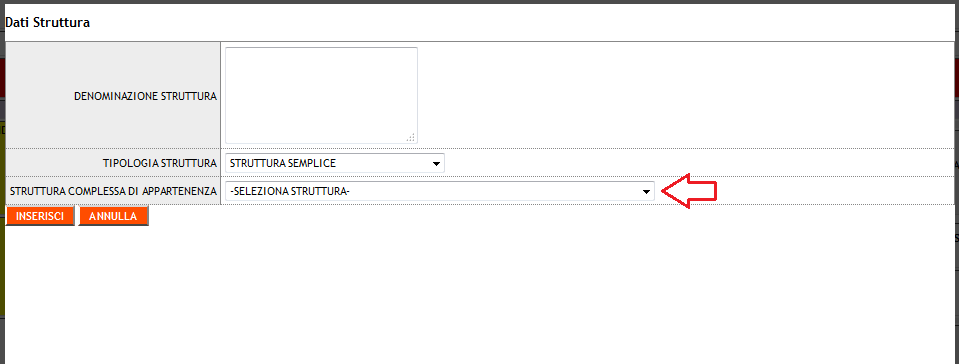 Dati Struttura
DENOMINAZIONE STRUTTURA
TIPOLOGIA STRUTTURA STRUTTURA SEMPLICE
STRUTTURA COMPLESSA DI APPARTENENZA -SELEZIONA STRUTTURA-
INSERISCI ANNULLA